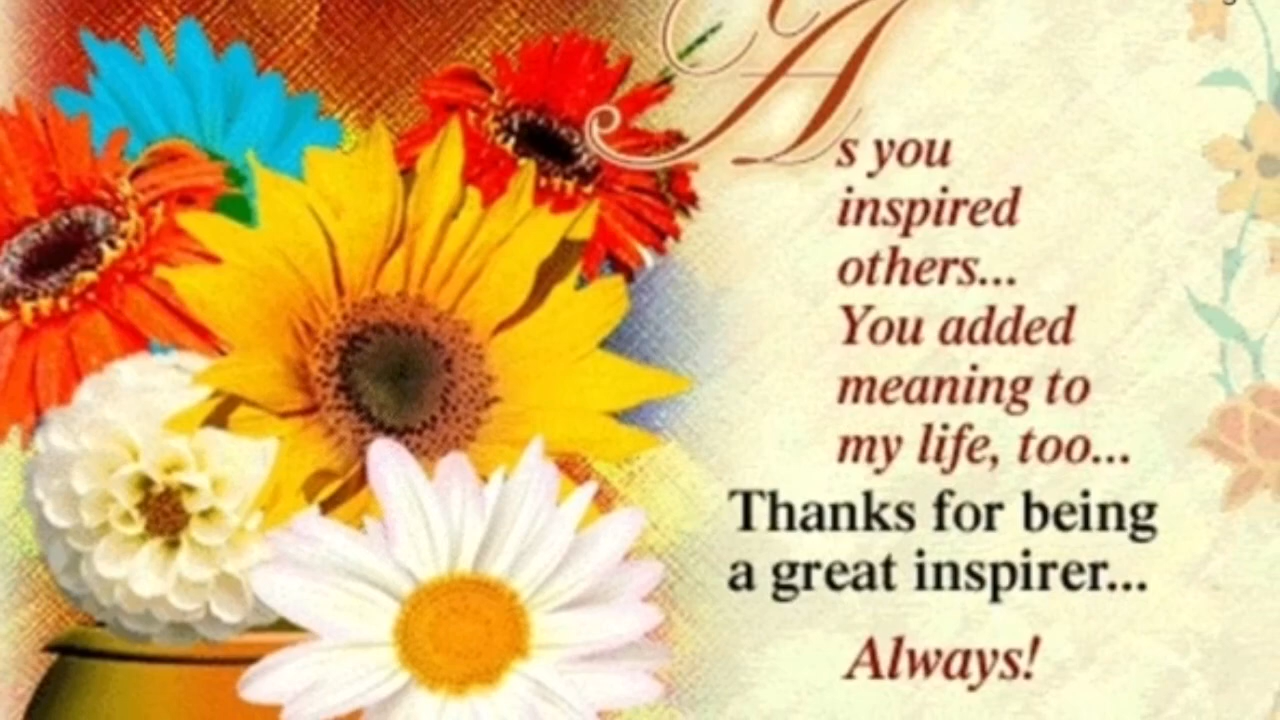 As you
inspired
others...
You added
meaning to
my life, too...
Thanks for being
a great inspirer...
Always!